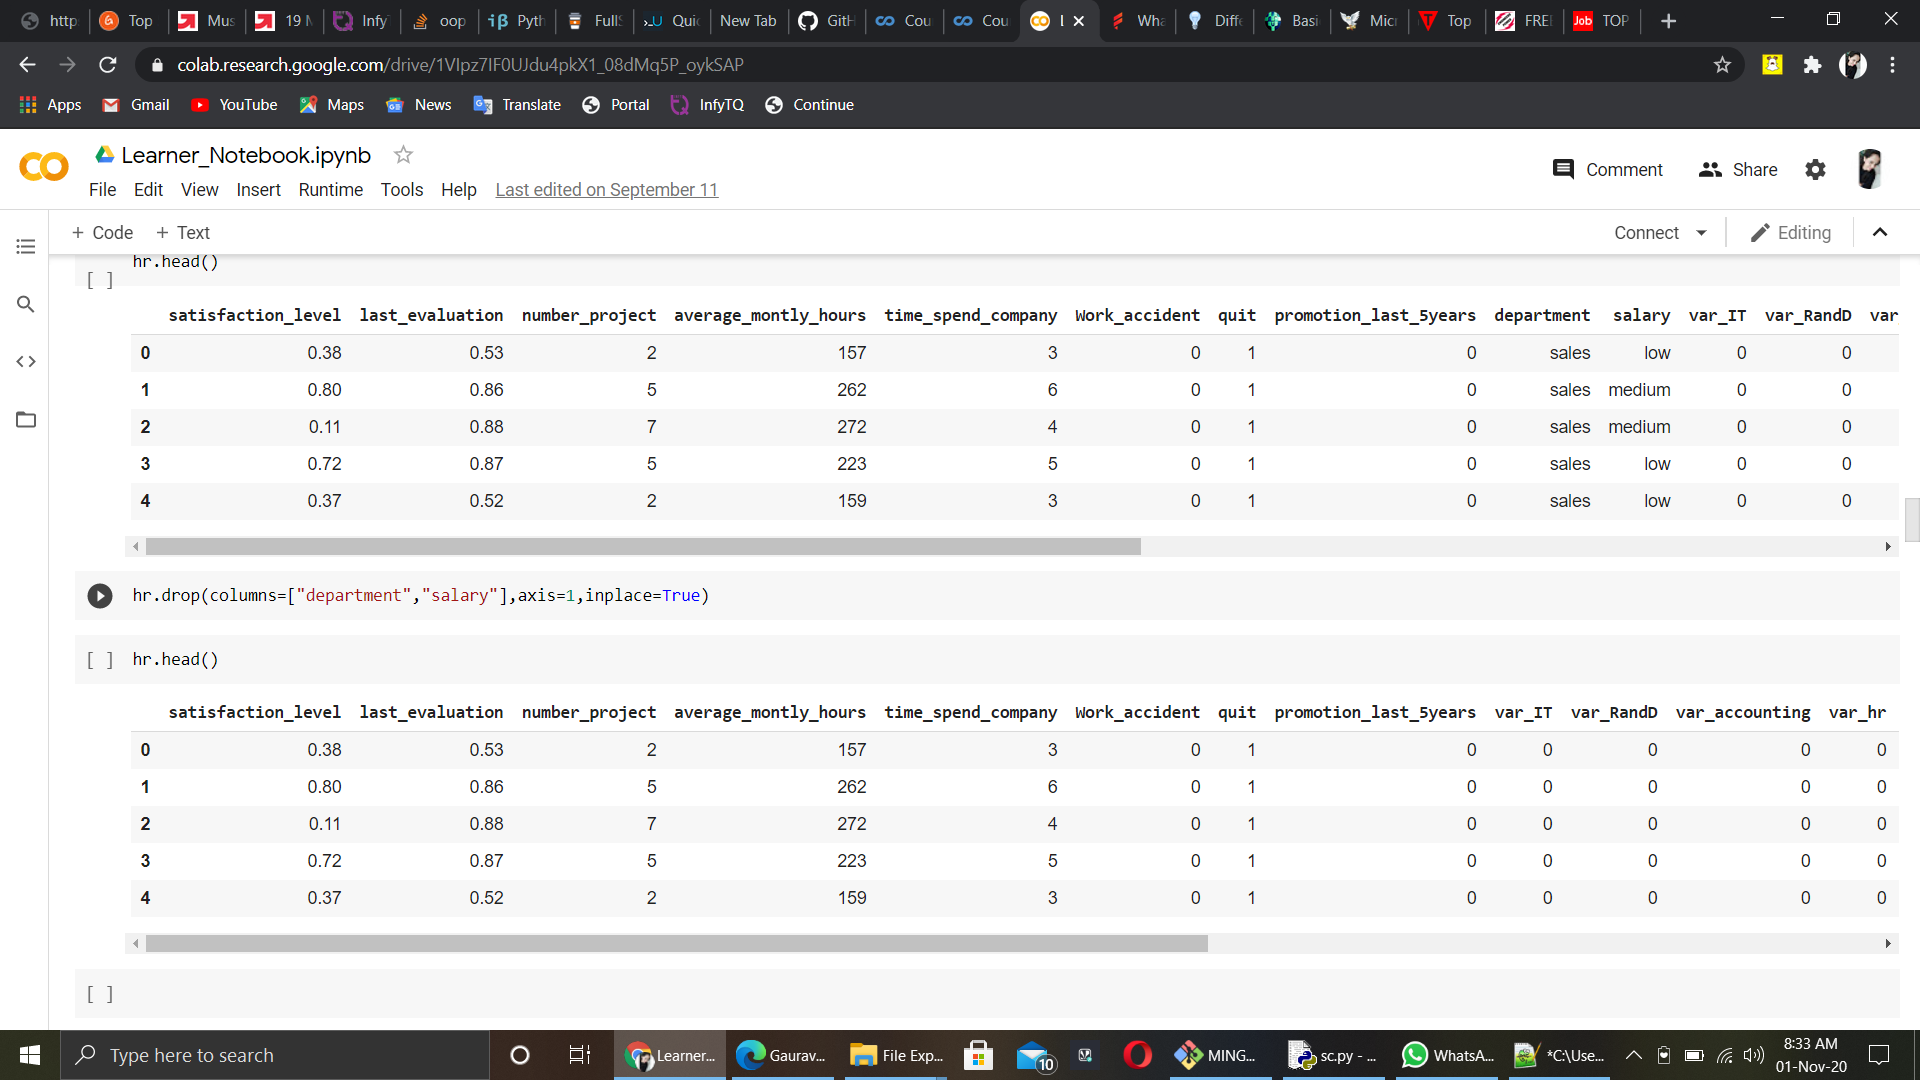 http Top Mus 19 M Infy oop Pyth FullS Quic New Tab GitH Cou Cou Wha Diffe Basi Micr Top FREE Job TOP
colab.research.google.com/drive/1VIpz7IF0UJdu4pkX1_08dMq5P_oykSAP
Apps Gmail YouTube Maps News Translate Portal InfyTQ Continue
Learner_Notebook.ipynb
Comment Share
File Edit View Insert Runtime Tools Help Last edited on September 11
+ Code + Text Connect Editing
hr.head()
[ ]
satisfaction_level last_evaluation number_project average_montly_hours time_spend_company Work_accident quit promotion_last_5years department salary var_IT var_RandD var
0 0.38 0.53 2 157 3 0 1 0 sales low 0 0
1 0.80 0.86 5 262 6 0 1 0 sales medium 0 0
2 0.11 0.88 7 272 4 0 1 0 sales medium 0 0
3 0.72 0.87 5 223 5 0 1 0 sales low 0 0
4 0.37 0.52 2 159 3 0 1 0 sales low 0 0
hr.drop(columns=["department","salary"],axis=1,inplace=True)
[ ] hr.head()
satisfaction_level last_evaluation number_project average_montly_hours time_spend_company Work_accident quit promotion_last_5years var_IT var_RandD var_accounting var_hr
0 0.38 0.53 2 157 3 0 1 0 0 0 0 0
1 0.80 0.86 5 262 6 0 1 0 0 0 0 0
2 0.11 0.88 7 272 4 0 1 0 0 0 0 0
3 0.72 0.87 5 223 5 0 1 0 0 0 0 0
4 0.37 0.52 2 159 3 0 1 0 0 0 0 0
[ ]
Type here to search Learner... Gaurav... File Exp... 10 MING... sc.py - ... WhatsA... *C:\Use... 8:33 AM
01-Nov-20